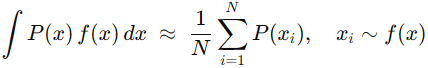 ∫ P(x) f(x) dx ≈ 1/N ∑_{i=1}^{N} P(x_i), x_i ∼ f(x)